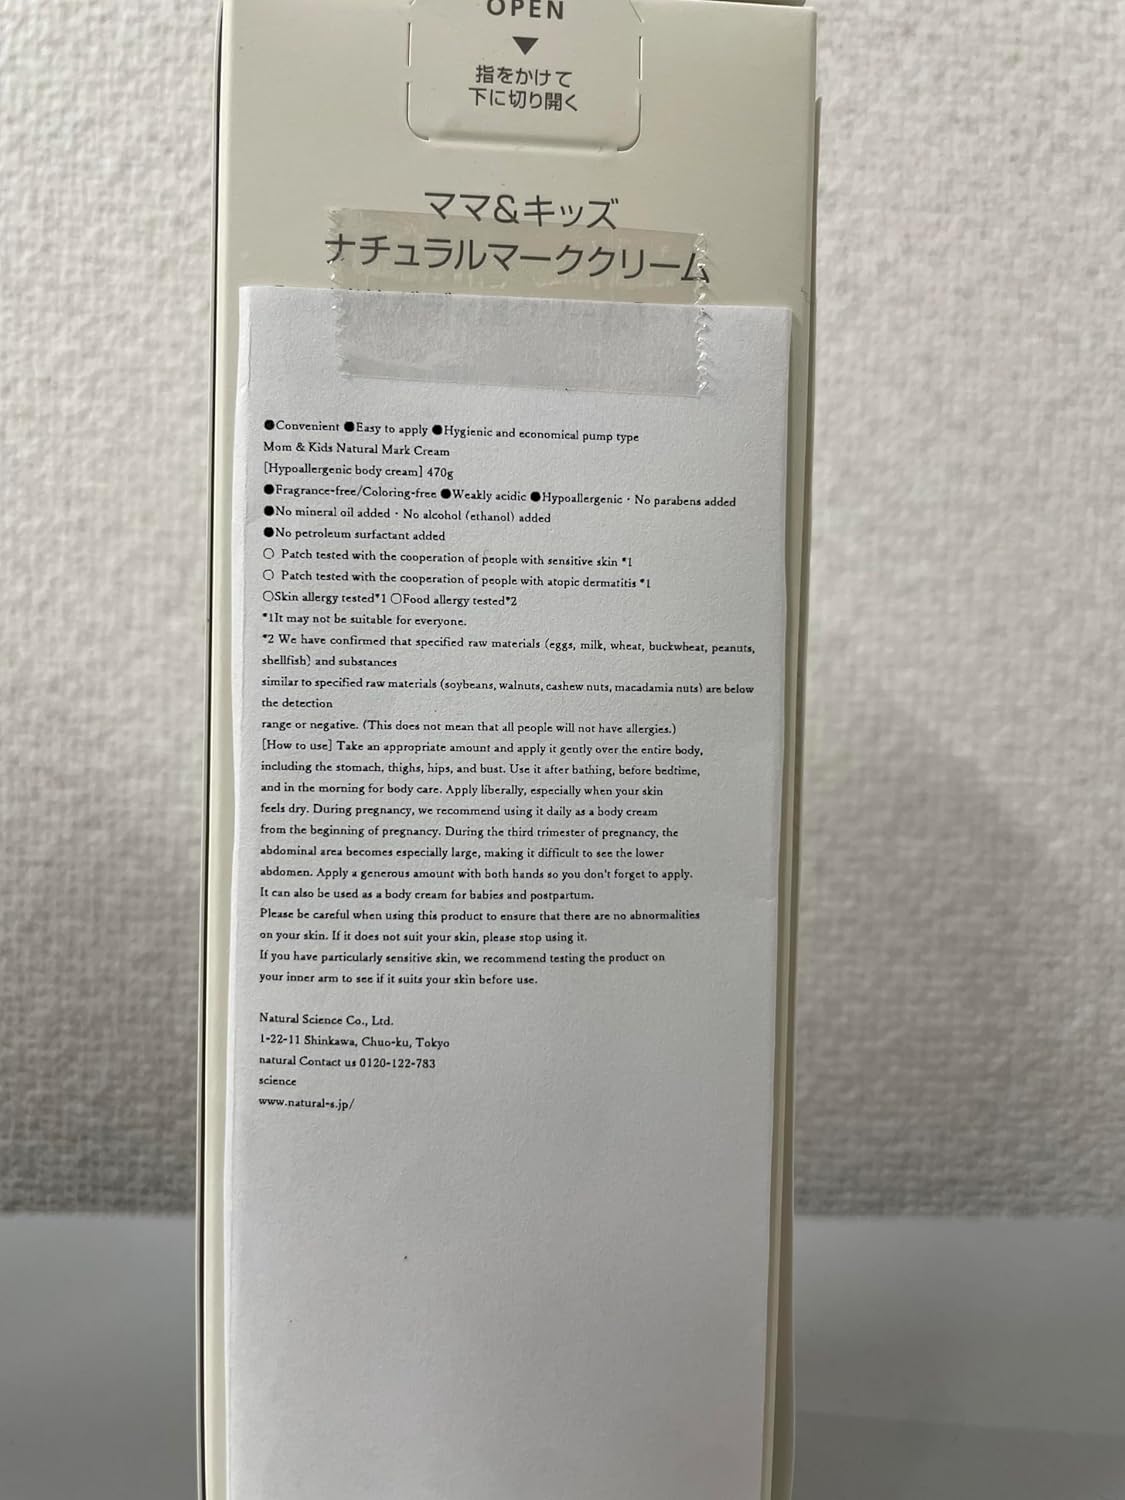 OPEN
▼
指をかけて
下に切り開く
ママ&キッズ
ナチュラルマーククリーム
●Convenient ●Easy to apply ●Hygienic and economical pump type
Mom & Kids Natural Mark Cream
[Hypoallergenic body cream] 470g
●Fragrance-free/Coloring-free ●Weakly acidic ●Hypoallergenic・No parabens added
●No mineral oil added・No alcohol (ethanol) added
●No petroleum surfactant added
○ Patch tested with the cooperation of people with sensitive skin *1
○ Patch tested with the cooperation of people with atopic dermatitis *1
○Skin allergy tested*1 ○Food allergy tested*2
*1It may not be suitable for everyone.
*2 We have confirmed that specified raw materials (eggs, milk, wheat, buckwheat, peanuts,
shellfish) and substances
similar to specified raw materials (soybeans, walnuts, cashew nuts, macadamia nuts) are below
the detection
range or negative. (This does not mean that all people will not have allergies.)
[How to use] Take an appropriate amount and apply it gently over the entire body,
including the stomach, thighs, hips, and bust. Use it after bathing, before bedtime,
and in the morning for body care. Apply liberally, especially when your skin
feels dry. During pregnancy, we recommend using it daily as a body cream
from the beginning of pregnancy. During the third trimester of pregnancy, the
abdominal area becomes especially large, making it difficult to see the lower
abdomen. Apply a generous amount with both hands so you don't forget to apply.
It can also be used as a body cream for babies and postpartum.
Please be careful when using this product to ensure that there are no abnormalities
on your skin. If it does not suit your skin, please stop using it.
If you have particularly sensitive skin, we recommend testing the product on
your inner arm to see if it suits your skin before use.
Natural Science Co., Ltd.
1-22-11 Shinkawa, Chuo-ku, Tokyo
natural Contact us 0120-122-783
science
www.natural-s.jp/